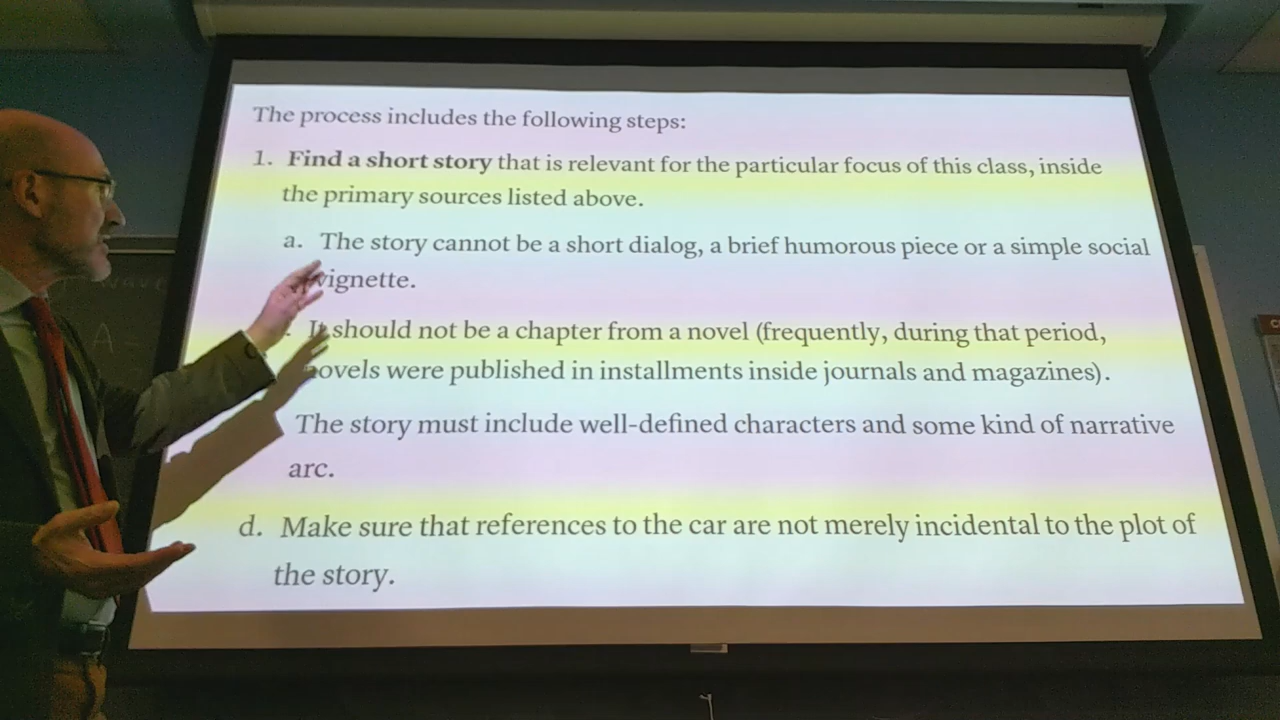 The process includes the following steps:
1. Find a short story that is relevant for the particular focus of this class, inside
the primary sources listed above.
a. The story cannot be a short dialog, a brief humorous piece or a simple social
vignette.
It should not be a chapter from a novel (frequently, during that period,
novels were published in installments inside journals and magazines).
The story must include well-defined characters and some kind of narrative
arc.
d. Make sure that references to the car are not merely incidental to the plot of
the story.